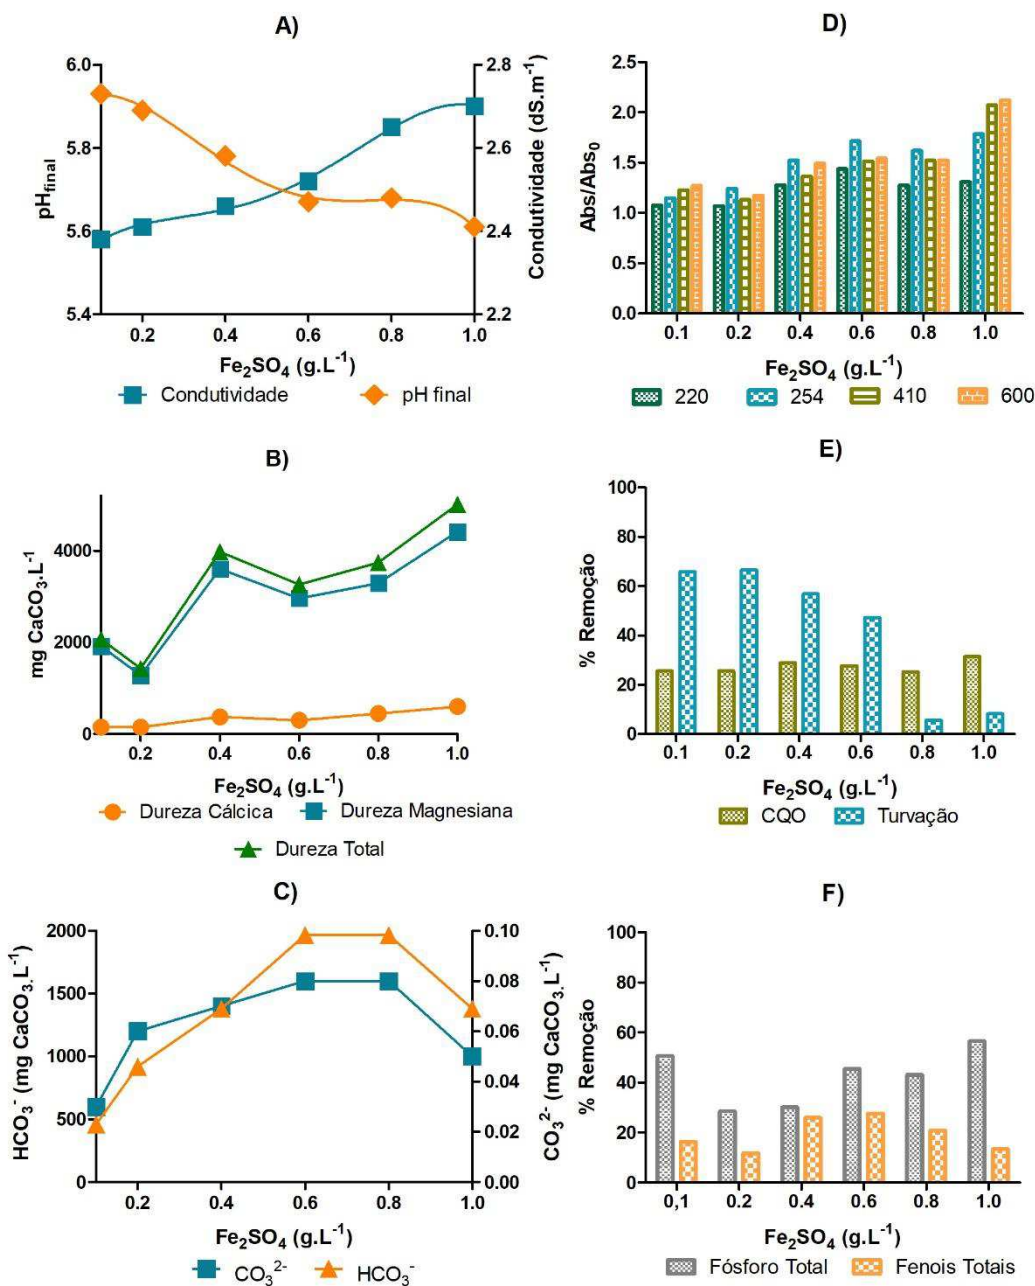 A)
pH_final
6.0
5.8
5.6
5.4
2.8
2.6
2.4
2.2
Condutividade (dS.m⁻¹)
0.2 0.4 0.6 0.8 1.0
Fe₂SO₄ (g.L⁻¹)
Condutividade pH final
D)
Abs/Abs₀
2.5
2.0
1.5
1.0
0.5
0.0
0.1 0.2 0.4 0.6 0.8 1.0
Fe₂SO₄ (g.L⁻¹)
220 254 410 600
B)
mg CaCO₃.L⁻¹
4000
2000
0
0.2 0.4 0.6 0.8 1.0
Fe₂SO₄ (g.L⁻¹)
Dureza Cálcica Dureza Magnesiana
Dureza Total
E)
% Remoção
100
80
60
40
20
0
0.1 0.2 0.4 0.6 0.8 1.0
Fe₂SO₄ (g.L⁻¹)
CQO Turvação
C)
HCO₃⁻ (mg CaCO₃.L⁻¹)
2000
1500
1000
500
0
0.10
0.08
0.06
0.04
0.02
0.00
CO₃²⁻ (mg CaCO₃.L⁻¹)
0.2 0.4 0.6 0.8 1.0
Fe₂SO₄ (g.L⁻¹)
CO₃²⁻ HCO₃⁻
F)
% Remoção
100
80
60
40
20
0
0,1 0.2 0.4 0.6 0.8 1.0
Fe₂SO₄ (g.L⁻¹)
Fósforo Total Fenois Totais